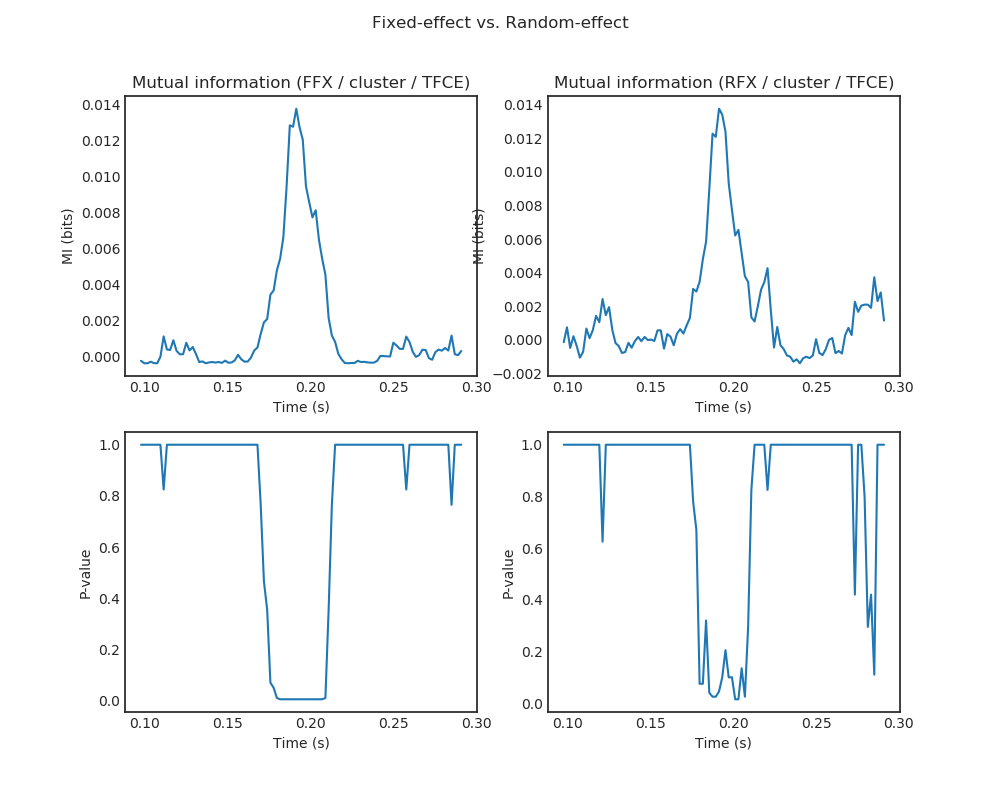 Fixed-effect vs. Random-effect
Mutual information (FFX / cluster / TFCE)
MI (bits)
0.014
0.012
0.010
0.008
0.006
0.004
0.002
0.000
0.10 0.15 0.20 0.25 0.30
Time (s)
Mutual information (RFX / cluster / TFCE)
MI (bits)
0.014
0.012
0.010
0.008
0.006
0.004
0.002
0.000
−0.002
0.10 0.15 0.20 0.25 0.30
Time (s)
P-value
1.0
0.8
0.6
0.4
0.2
0.0
0.10 0.15 0.20 0.25 0.30
Time (s)
P-value
1.0
0.8
0.6
0.4
0.2
0.0
0.10 0.15 0.20 0.25 0.30
Time (s)